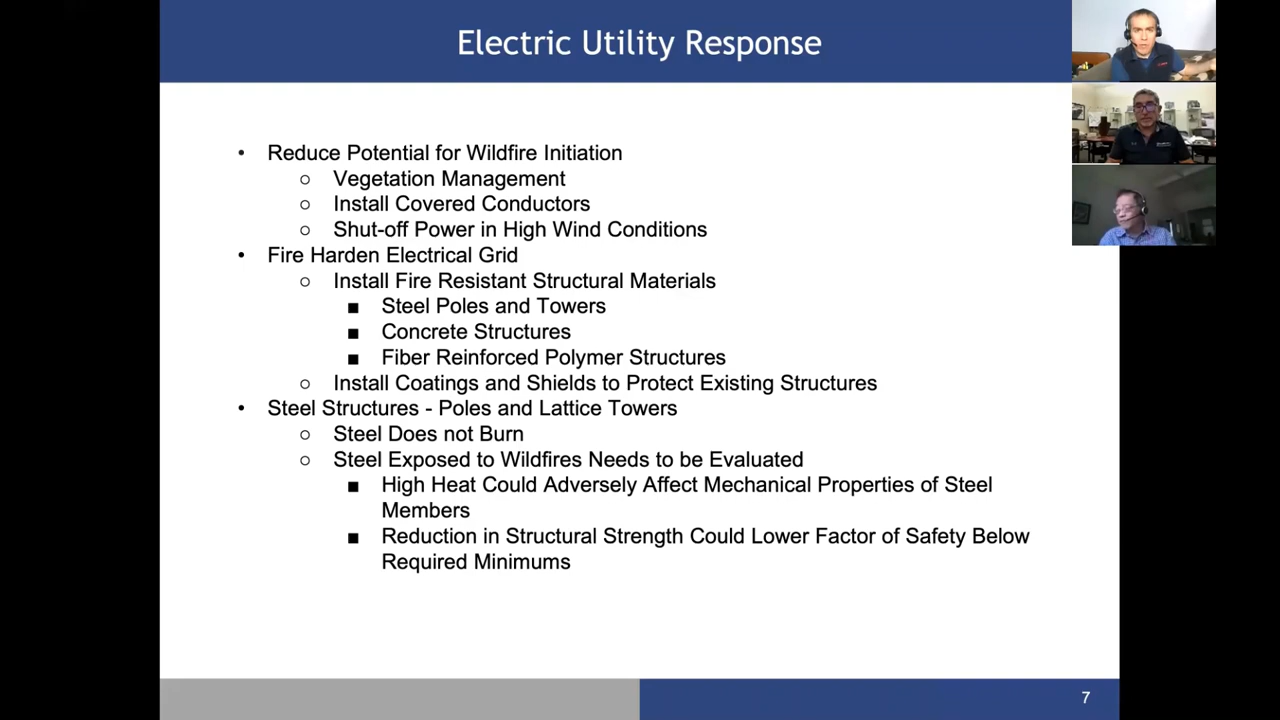 Electric Utility Response
• Reduce Potential for Wildfire Initiation
○ Vegetation Management
○ Install Covered Conductors
○ Shut-off Power in High Wind Conditions
• Fire Harden Electrical Grid
○ Install Fire Resistant Structural Materials
■ Steel Poles and Towers
■ Concrete Structures
■ Fiber Reinforced Polymer Structures
○ Install Coatings and Shields to Protect Existing Structures
• Steel Structures - Poles and Lattice Towers
○ Steel Does not Burn
○ Steel Exposed to Wildfires Needs to be Evaluated
■ High Heat Could Adversely Affect Mechanical Properties of Steel
Members
■ Reduction in Structural Strength Could Lower Factor of Safety Below
Required Minimums
7